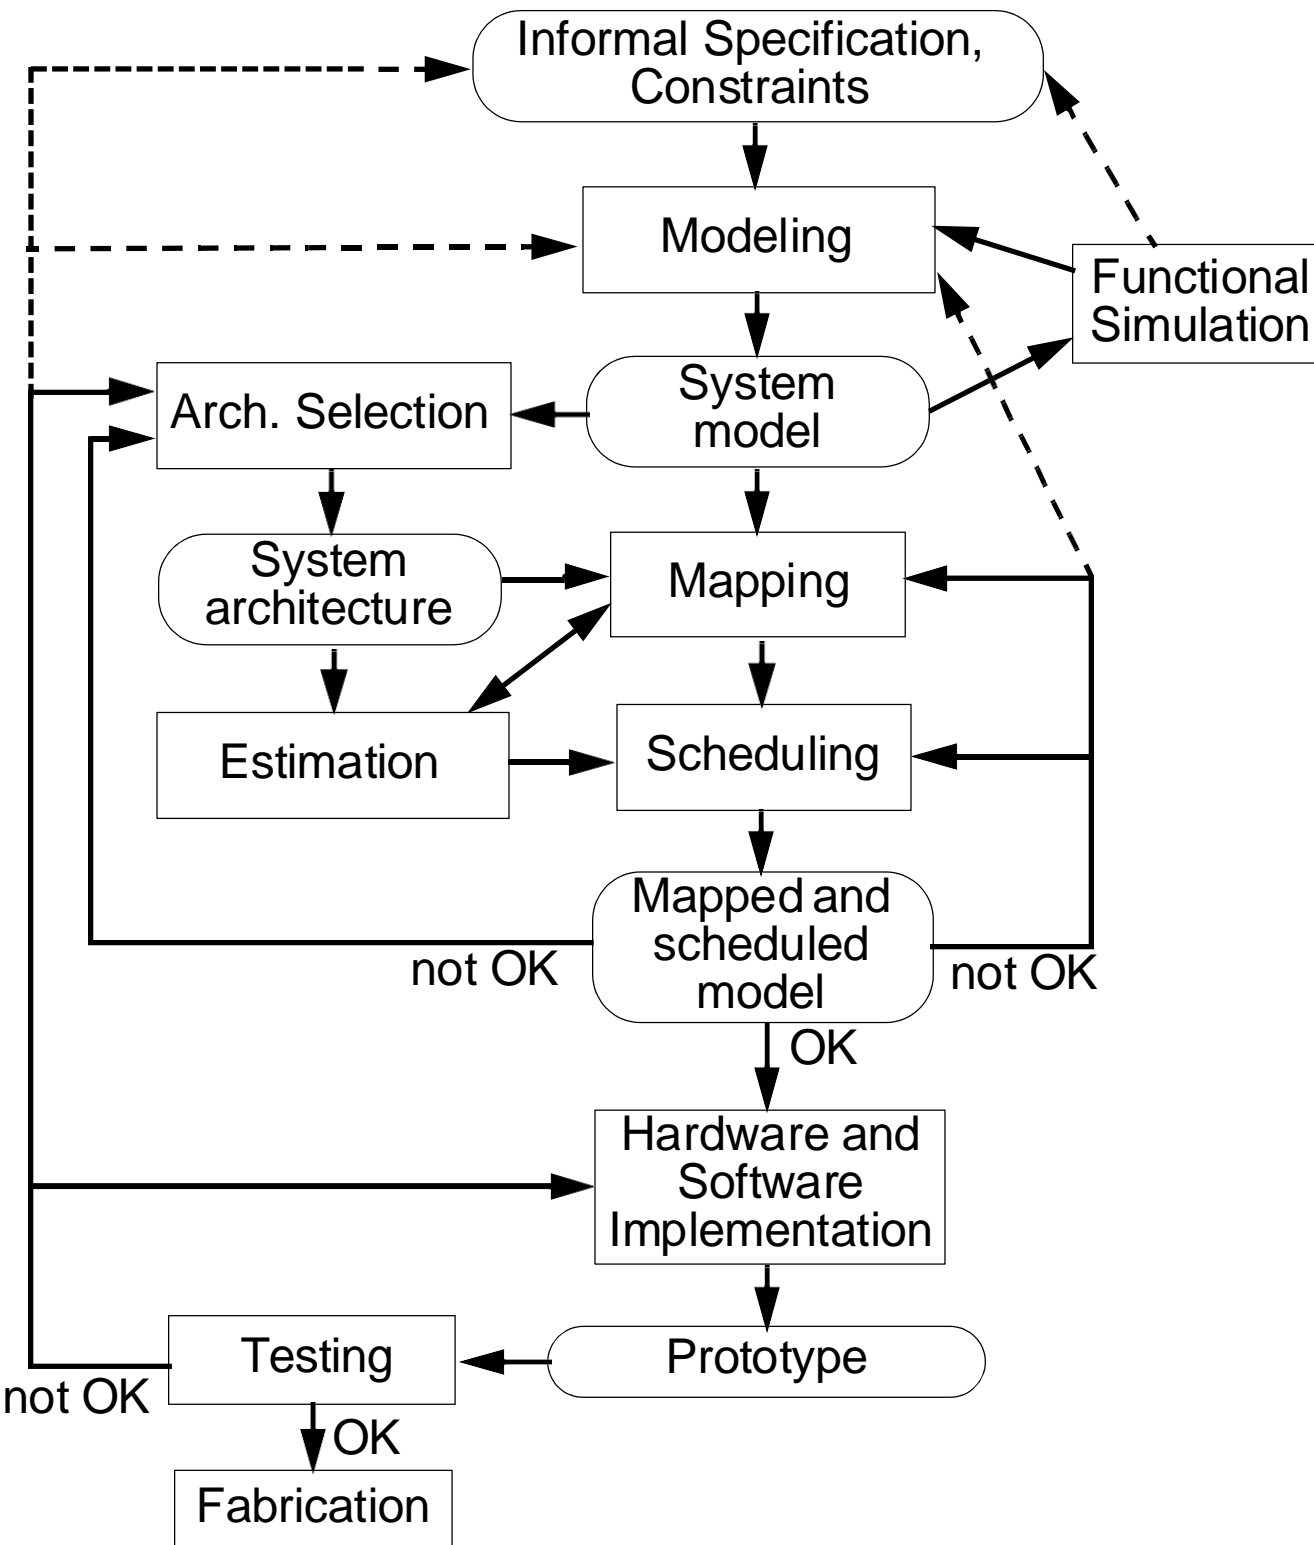 Informal Specification,
Constraints
Modeling
Functional
Simulation
System
model
Arch. Selection
System
architecture
Mapping
Estimation
Scheduling
Mapped and
scheduled
model
not OK
not OK
OK
Hardware and
Software
Implementation
Testing
Prototype
not OK
OK
Fabrication